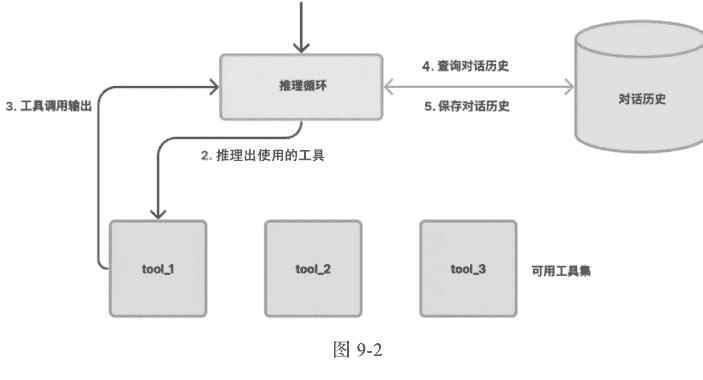 4. 查询对话历史
推理循环
对话历史
3. 工具调用输出
5. 保存对话历史
2. 推理出使用的工具
tool_1
tool_2
tool_3
可用工具集
图 9-2